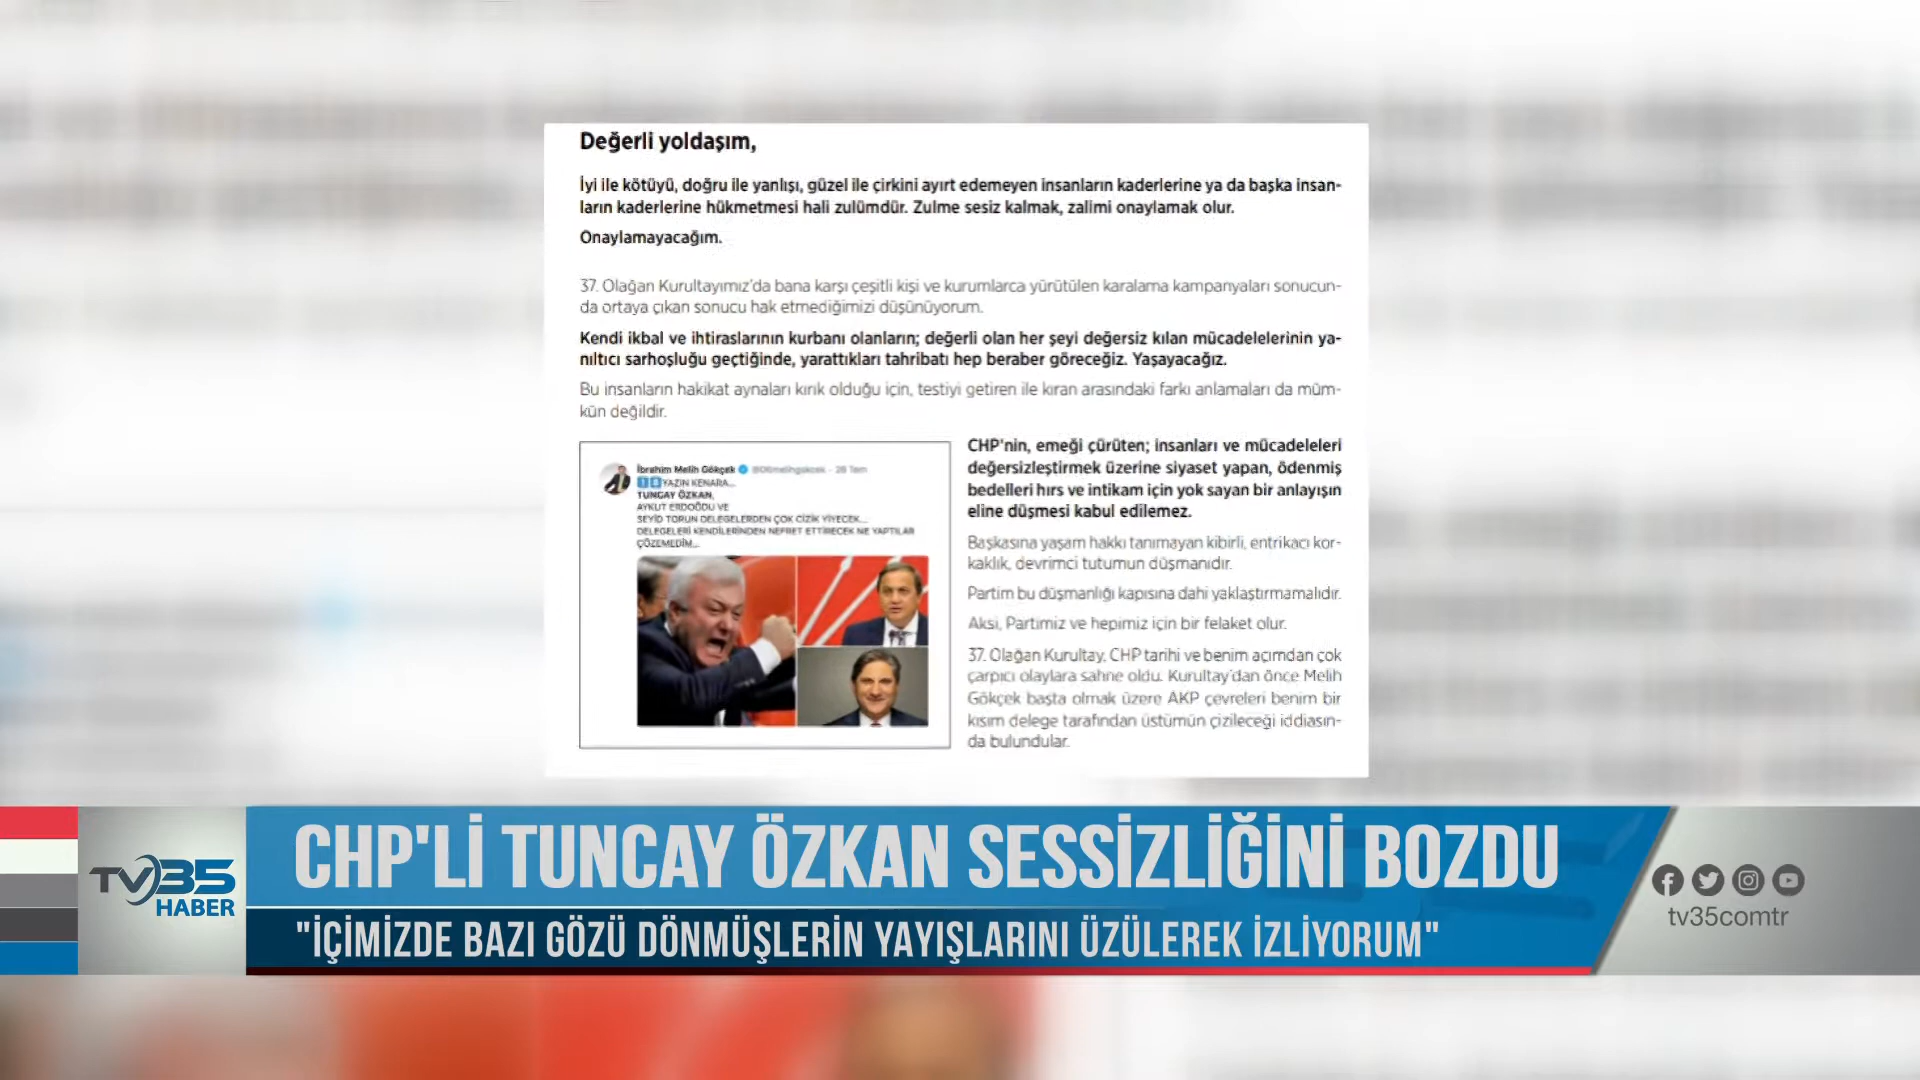 Değerli yoldaşım,
İyi ile kötüyü, doğru ile yanlışı, güzel ile çirkini ayırt edemeyen insanların kaderlerine ya da başka insan-
ların kaderlerine hükmetmesi hali zulümdür. Zulme sesiz kalmak, zalimi onaylamak olur.
Onaylamayacağım.
37. Olağan Kurultayımız'da bana karşı çeşitli kişi ve kurumlarca yürütülen karalama kampanyaları sonucun-
da ortaya çıkan sonucu hak etmediğimizi düşünüyorum.
Kendi ikbal ve ihtiraslarının kurbanı olanların; değerli olan her şeyi değersiz kılan mücadelelerinin ya-
nıltıcı sarhoşluğu geçtiğinde, yarattıkları tahribatı hep beraber göreceğiz. Yaşayacağız.
Bu insanların hakikat aynaları kırık olduğu için, testiyi getiren ile kıran arasındaki farkı anlamaları da müm-
kün değildir.
İbrahim Melih Gökçek @06melihgokcek - 26 Tem
YAZIN KENARA...
TUNCAY ÖZKAN,
AYKUT ERDOĞDU VE
SEYİD TORUN DELEGELERDEN ÇOK CİZİK YİYECEK...
DELEGELERİ KENDİLERİNDEN NEFRET ETTİRECEK NE YAPTILAR
ÇÖZEMEDİM...
CHP'nin, emeği çürüten; insanları ve mücadeleleri
değersizleştirmek üzerine siyaset yapan, ödenmiş
bedelleri hırs ve intikam için yok sayan bir anlayışın
eline düşmesi kabul edilemez.
Başkasına yaşam hakkı tanımayan kibirli, entrikacı kor-
kaklık, devrimci tutumun düşmanıdır.
Partim bu düşmanlığı kapısına dahi yaklaştırmamalıdır.
Aksi, Partimiz ve hepimiz için bir felaket olur.
37. Olağan Kurultay, CHP tarihi ve benim açımdan çok
çarpıcı olaylara sahne oldu. Kurultay'dan önce Melih
Gökçek başta olmak üzere AKP çevreleri benim bir
kısım delege tarafından üstümün çizileceği iddiasın-
da bulundular.
TV35
HABER
CHP'Lİ TUNCAY ÖZKAN SESSİZLİĞİNİ BOZDU
"İÇİMİZDE BAZI GÖZÜ DÖNMÜŞLERİN YAYIŞLARINI ÜZÜLEREK İZLİYORUM"
tv35comtr